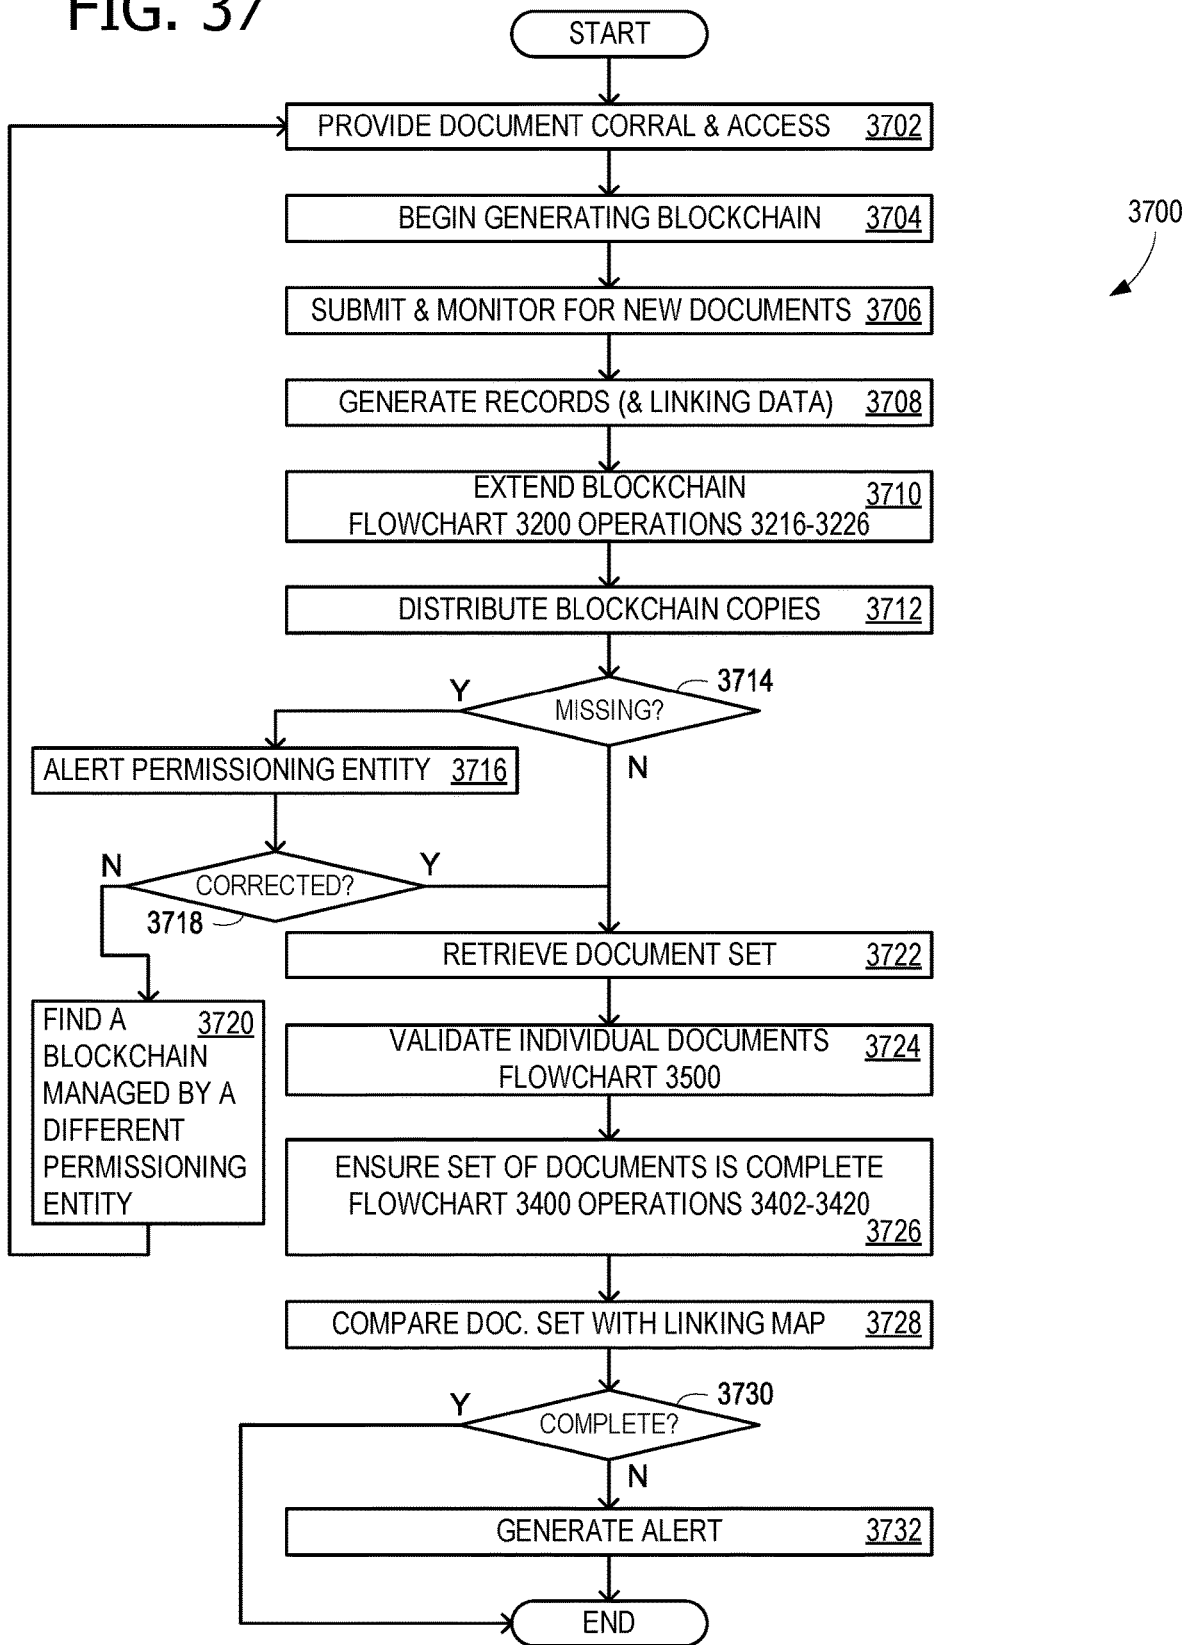 FIG. 37
START
PROVIDE DOCUMENT CORRAL & ACCESS 3702
BEGIN GENERATING BLOCKCHAIN 3704
3700
SUBMIT & MONITOR FOR NEW DOCUMENTS 3706
GENERATE RECORDS (& LINKING DATA) 3708
EXTEND BLOCKCHAIN 3710
FLOWCHART 3200 OPERATIONS 3216-3226
DISTRIBUTE BLOCKCHAIN COPIES 3712
3714
Y
MISSING?
N
ALERT PERMISSIONING ENTITY 3716
N
Y
CORRECTED?
3718
RETRIEVE DOCUMENT SET 3722
FIND A 3720
BLOCKCHAIN
MANAGED BY A
DIFFERENT
PERMISSIONING
ENTITY
VALIDATE INDIVIDUAL DOCUMENTS 3724
FLOWCHART 3500
ENSURE SET OF DOCUMENTS IS COMPLETE
FLOWCHART 3400 OPERATIONS 3402-3420
3726
COMPARE DOC. SET WITH LINKING MAP 3728
3730
Y
COMPLETE?
N
GENERATE ALERT 3732
END